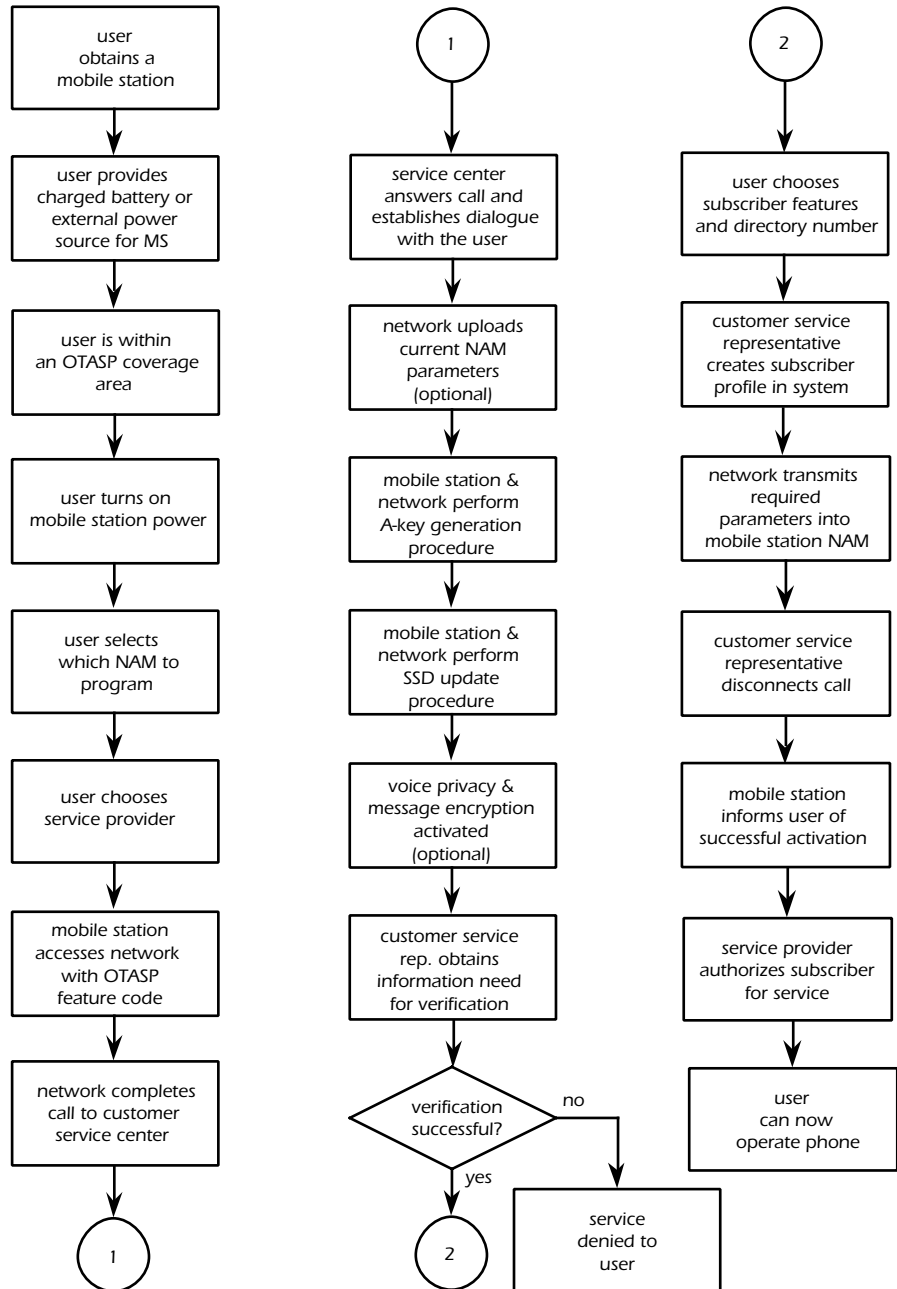 user
obtains a
mobile station
user provides
charged battery or
external power
source for MS
user is within
an OTASP coverage
area
user turns on
mobile station power
user selects
which NAM to
program
user chooses
service provider
mobile station
accesses network
with OTASP
feature code
network completes
call to customer
service center
1
1
service center
answers call and
establishes dialogue
with the user
network uploads
current NAM
parameters
(optional)
mobile station &
network perform
A-key generation
procedure
mobile station &
network perform
SSD update
procedure
voice privacy &
message encryption
activated
(optional)
customer service
rep. obtains
information need
for verification
verification
successful?
no
yes
service
denied to
user
2
2
user chooses
subscriber features
and directory number
customer service
representative
creates subscriber
profile in system
network transmits
required
parameters into
mobile station NAM
customer service
representative
disconnects call
mobile station
informs user of
successful activation
service provider
authorizes subscriber
for service
user
can now
operate phone